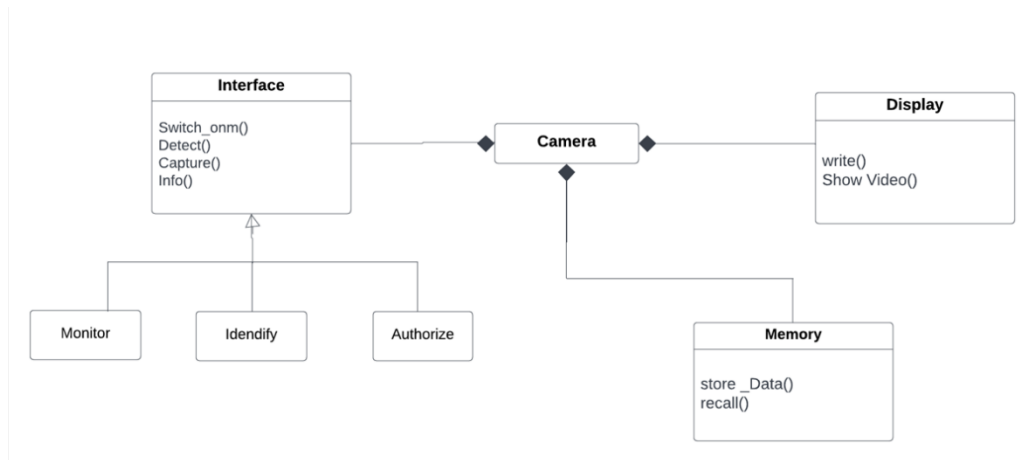 Interface
Switch_onm()
Detect()
Capture()
Info()
Camera
Display
write()
Show Video()
Monitor
Idendify
Authorize
Memory
store _Data()
recall()